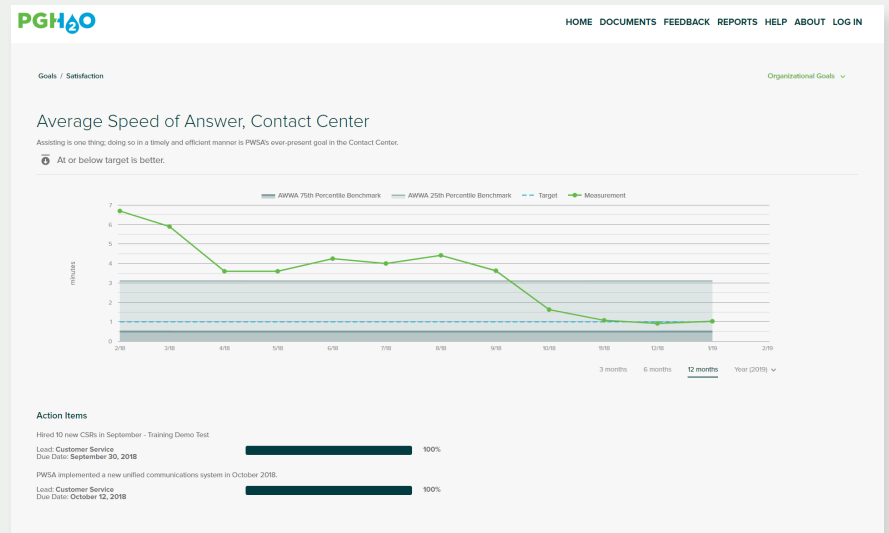 PGH2O
HOME DOCUMENTS FEEDBACK REPORTS HELP ABOUT LOG IN
Goals / Satisfaction
Organizational Goals
Average Speed of Answer, Contact Center
Assisting is one thing; doing so in a timely and efficient manner is PWSA's ever-present goal in the Contact Center.
At or below target is better.
AWWA 75th Percentile Benchmark AWWA 25th Percentile Benchmark Target Measurement
7
6
5
4
3
2
1
0
minutes
2/18 3/18 4/18 5/18 6/18 7/18 8/18 9/18 10/18 11/18 12/18 1/19 2/19
3 months 6 months 12 months Year (2019)
Action Items
Hired 10 new CSRs in September - Training Demo Test
Lead: Customer Service
100%
Due Date: September 30, 2018
PWSA implemented a new unified communications system in October 2018.
Lead: Customer Service
100%
Due Date: October 12, 2018